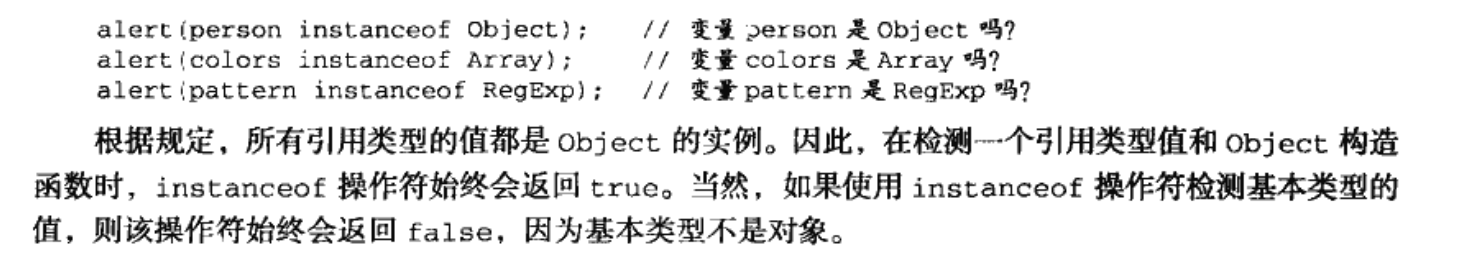 alert(person instanceof Object); // 变量 person 是 Object 吗?
alert(colors instanceof Array); // 变量 colors 是 Array 吗?
alert(pattern instanceof RegExp); // 变量 pattern 是 RegExp 吗?
根据规定，所有引用类型的值都是 Object 的实例。因此，在检测一个引用类型值和 Object 构造
函数时，instanceof 操作符始终会返回 true。当然，如果使用 instanceof 操作符检测基本类型的
值，则该操作符始终会返回 false，因为基本类型不是对象。